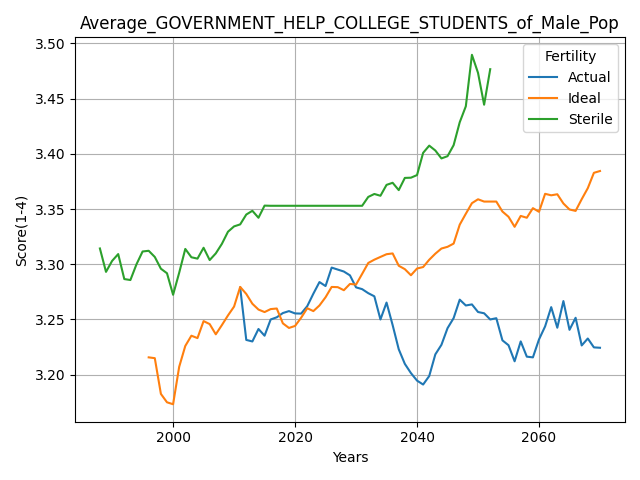 Average_GOVERNMENT_HELP_COLLEGE_STUDENTS_of_Male_Pop
Score(1-4)
3.50
3.45
3.40
3.35
3.30
3.25
3.20
Fertility
Actual
Ideal
Sterile
2000
2020
2040
2060
Years